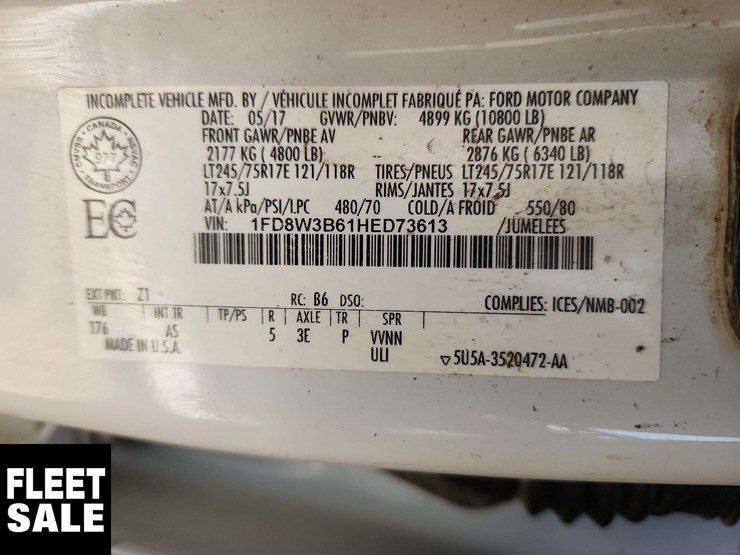 INCOMPLETE VEHICLE MFD. BY / VÉHICULE INCOMPLET FABRIQUÉ PA: FORD MOTOR COMPANY
DATE: 05/17 GVWR/PNBV: 4899 KG (10800 LB)
FRONT GAWR/PNBE AV REAR GAWR/PNBE AR
2177 KG ( 4800 LB) -- 2876 KG ( 6340 LB)
LT245/75R17E 121/118R TIRES/PNEUS LT245/75R17E 121/118R
17x7.5J RIMS/JANTES 17x7.5J
AT/A kPa/PSI/LPC 480/70 COLD/A FROID 550/80
VIN: 1FD8W3B61HED73613 /JUMELEES
CANADA
CMVSS NSVAC
977
TRANSPORT
EC
EXT PNT: Z1 RC: B6 DSO: COMPLIES: ICES/NMB-002
WB INT TR TP/PS R AXLE TR SPR
176 AS 5 3E P VVNN
MADE IN U.S.A. ULI ▽5U5A-3520472-AA
FLEET
SALE